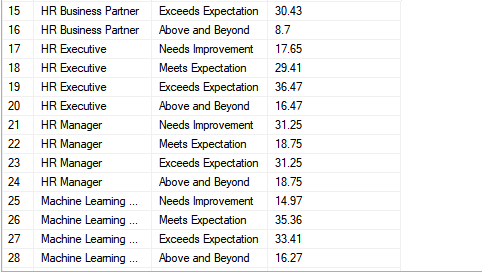 15 HR Business Partner Exceeds Expectation 30.43
16 HR Business Partner Above and Beyond 8.7
17 HR Executive Needs Improvement 17.65
18 HR Executive Meets Expectation 29.41
19 HR Executive Exceeds Expectation 36.47
20 HR Executive Above and Beyond 16.47
21 HR Manager Needs Improvement 31.25
22 HR Manager Meets Expectation 18.75
23 HR Manager Exceeds Expectation 31.25
24 HR Manager Above and Beyond 18.75
25 Machine Learning ... Needs Improvement 14.97
26 Machine Learning ... Meets Expectation 35.36
27 Machine Learning ... Exceeds Expectation 33.41
28 Machine Learning ... Above and Beyond 16.27